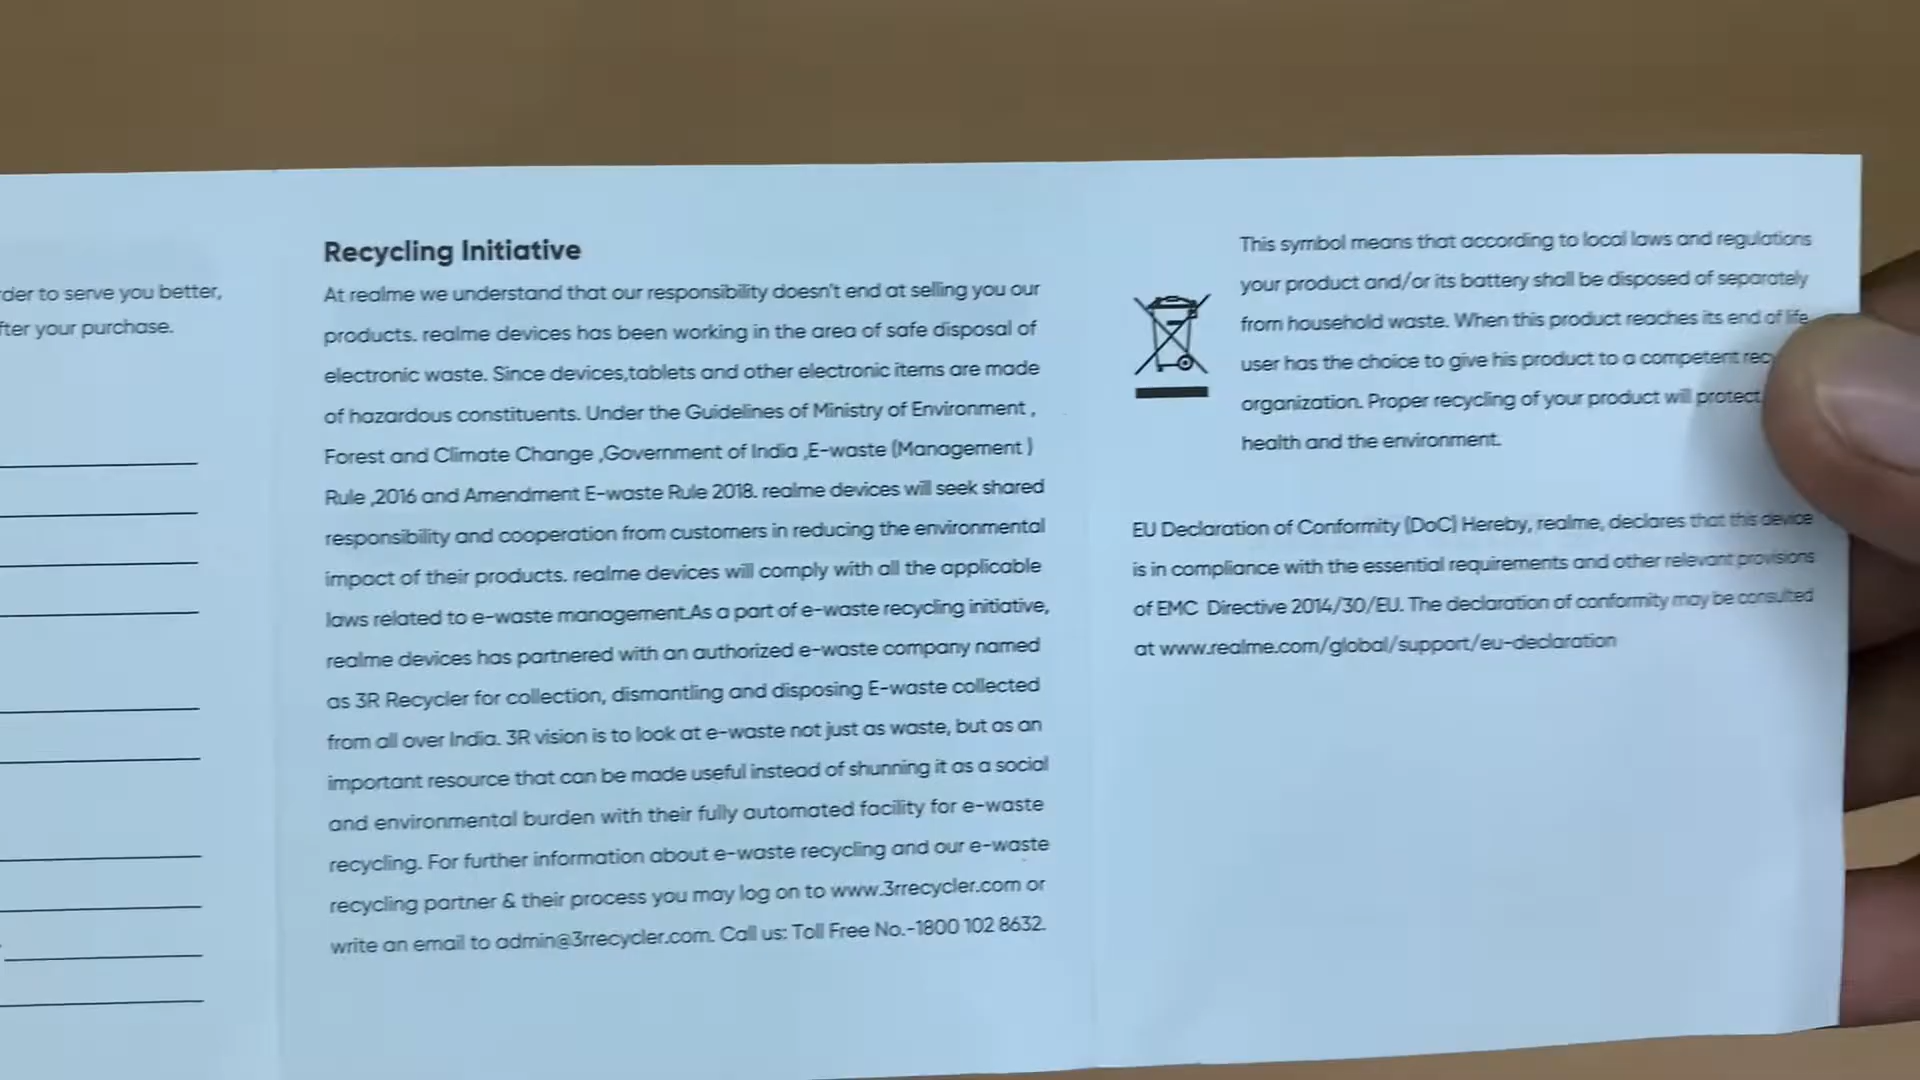 der to serve you better,
fter your purchase.
Recycling Initiative
At realme we understand that our responsibility doesn't end at selling you our
products. realme devices has been working in the area of safe disposal of
electronic waste. Since devices,tablets and other electronic items are made
of hazardous constituents. Under the Guidelines of Ministry of Environment ,
Forest and Climate Change ,Government of India ,E-waste (Management )
Rule ,2016 and Amendment E-waste Rule 2018. realme devices will seek shared
responsibility and cooperation from customers in reducing the environmental
impact of their products. realme devices will comply with all the applicable
laws related to e-waste management.As a part of e-waste recycling initiative,
realme devices has partnered with an authorized e-waste company named
as 3R Recycler for collection, dismantling and disposing E-waste collected
from all over India. 3R vision is to look at e-waste not just as waste, but as an
important resource that can be made useful instead of shunning it as a social
and environmental burden with their fully automated facility for e-waste
recycling. For further information about e-waste recycling and our e-waste
recycling partner & their process you may log on to www.3rrecycler.com or
write an email to admin@3rrecycler.com. Call us: Toll Free No.-1800 102 8632.
This symbol means that according to local laws and regulations
your product and/or its battery shall be disposed of separately
from household waste. When this product reaches its end of life
user has the choice to give his product to a competent rec
organization. Proper recycling of your product will protect
health and the environment.
EU Declaration of Conformity (DoC) Hereby, realme, declares that this device
is in compliance with the essential requirements and other relevant provisions
of EMC Directive 2014/30/EU. The declaration of conformity may be consulted
at www.realme.com/global/support/eu-declaration